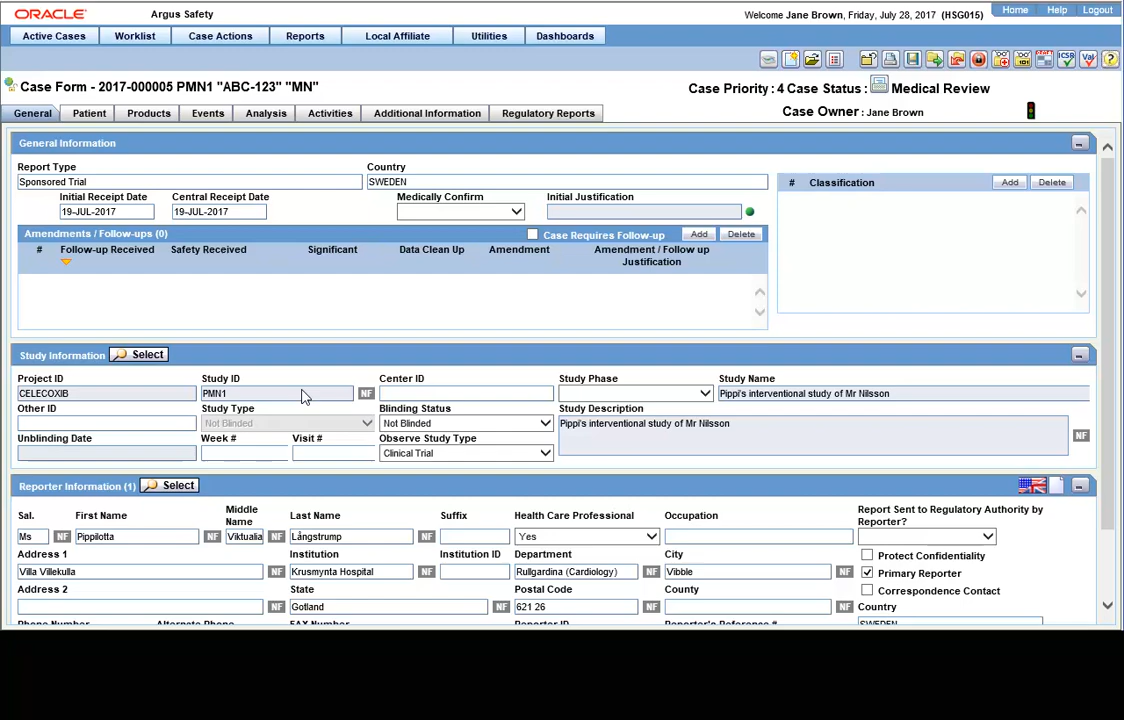 ORACLE® Argus Safety Welcome Jane Brown, Friday, July 28, 2017 (HSG015) Home Help Logout
Active Cases Worklist Case Actions Reports Local Affiliate Utilities Dashboards
Case Form - 2017-000005 PMN1 "ABC-123" "MN" Case Priority : 4 Case Status : Medical Review
Case Owner : Jane Brown
General Patient Products Events Analysis Activities Additional Information Regulatory Reports
General Information
Report Type Country
Sponsored Trial SWEDEN # Classification Add Delete
Initial Receipt Date Central Receipt Date Medically Confirm Initial Justification
19-JUL-2017 19-JUL-2017
Amendments / Follow-ups (0) Case Requires Follow-up Add Delete
# Follow-up Received Safety Received Significant Data Clean Up Amendment Amendment / Follow up
Justification
Study Information Select
Project ID Study ID Center ID Study Phase Study Name
CELECOXIB PMN1 NF Pippi's interventional study of Mr Nilsson
Other ID Study Type Blinding Status Study Description
Not Blinded Not Blinded Pippi's interventional study of Mr Nilsson
Unblinding Date Week # Visit # Observe Study Type NF
Clinical Trial
Reporter Information (1) Select
Sal. First Name Middle Name Last Name Suffix Health Care Professional Occupation Report Sent to Regulatory Authority by Reporter?
Ms NF Pippilotta NF Viktualia NF Långstrump NF Yes
Address 1 Institution Institution ID Department City Protect Confidentiality
Villa Villekulla NF Krusmynta Hospital NF Rullgardina (Cardiology) NF Vibble NF Primary Reporter
Address 2 State Postal Code County Correspondence Contact
NF Gotland NF 621 26 NF NF Country
Phone Number Alternate Phone FAX Number Reporter ID Reporter's Reference # SWEDEN